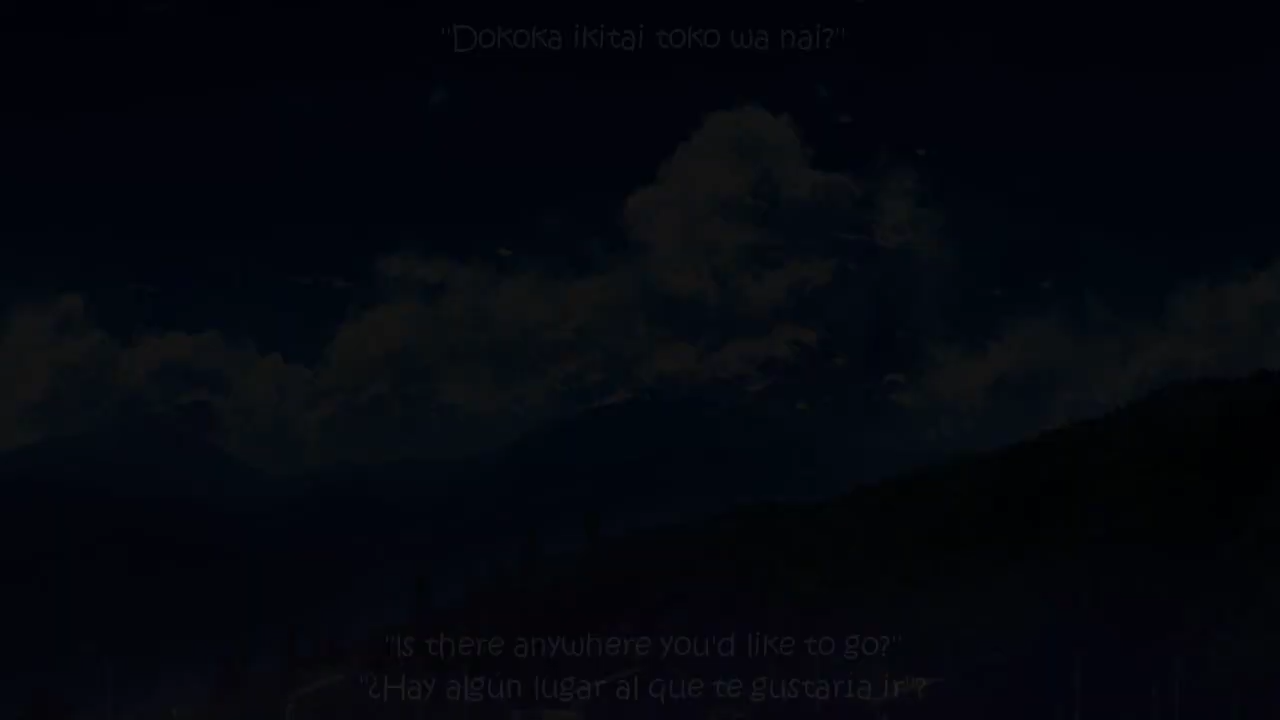 "Dokoka ikitai toko wa nai?"
"Is there anywhere you'd like to go?"
"¿Hay algún lugar al que te gustaría ir"?